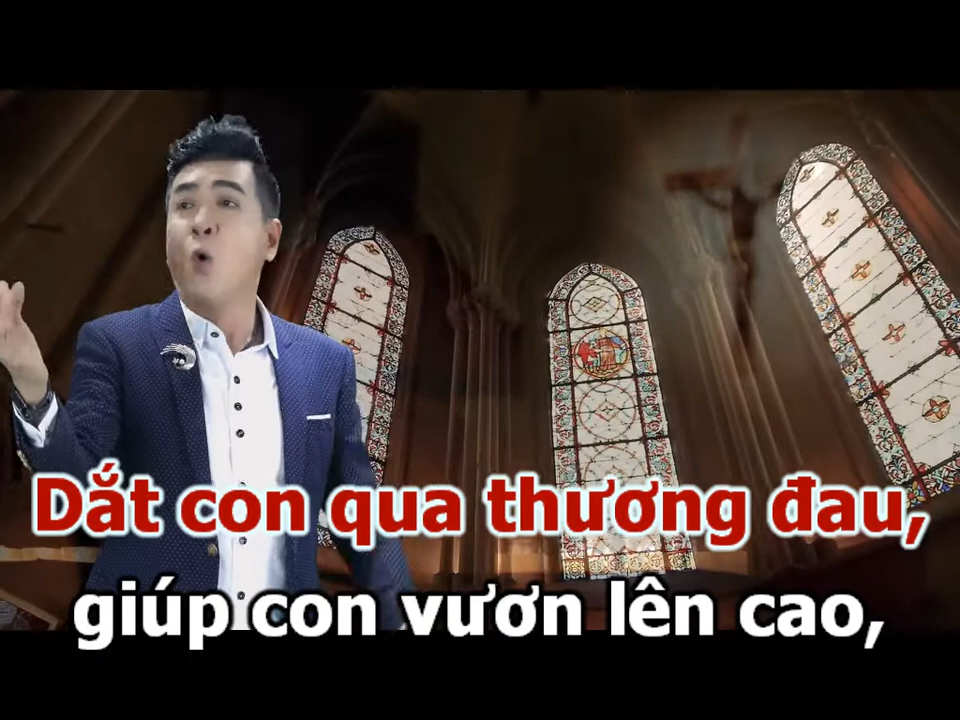 Dắt con qua thương đau,
giúp con vươn lên cao,